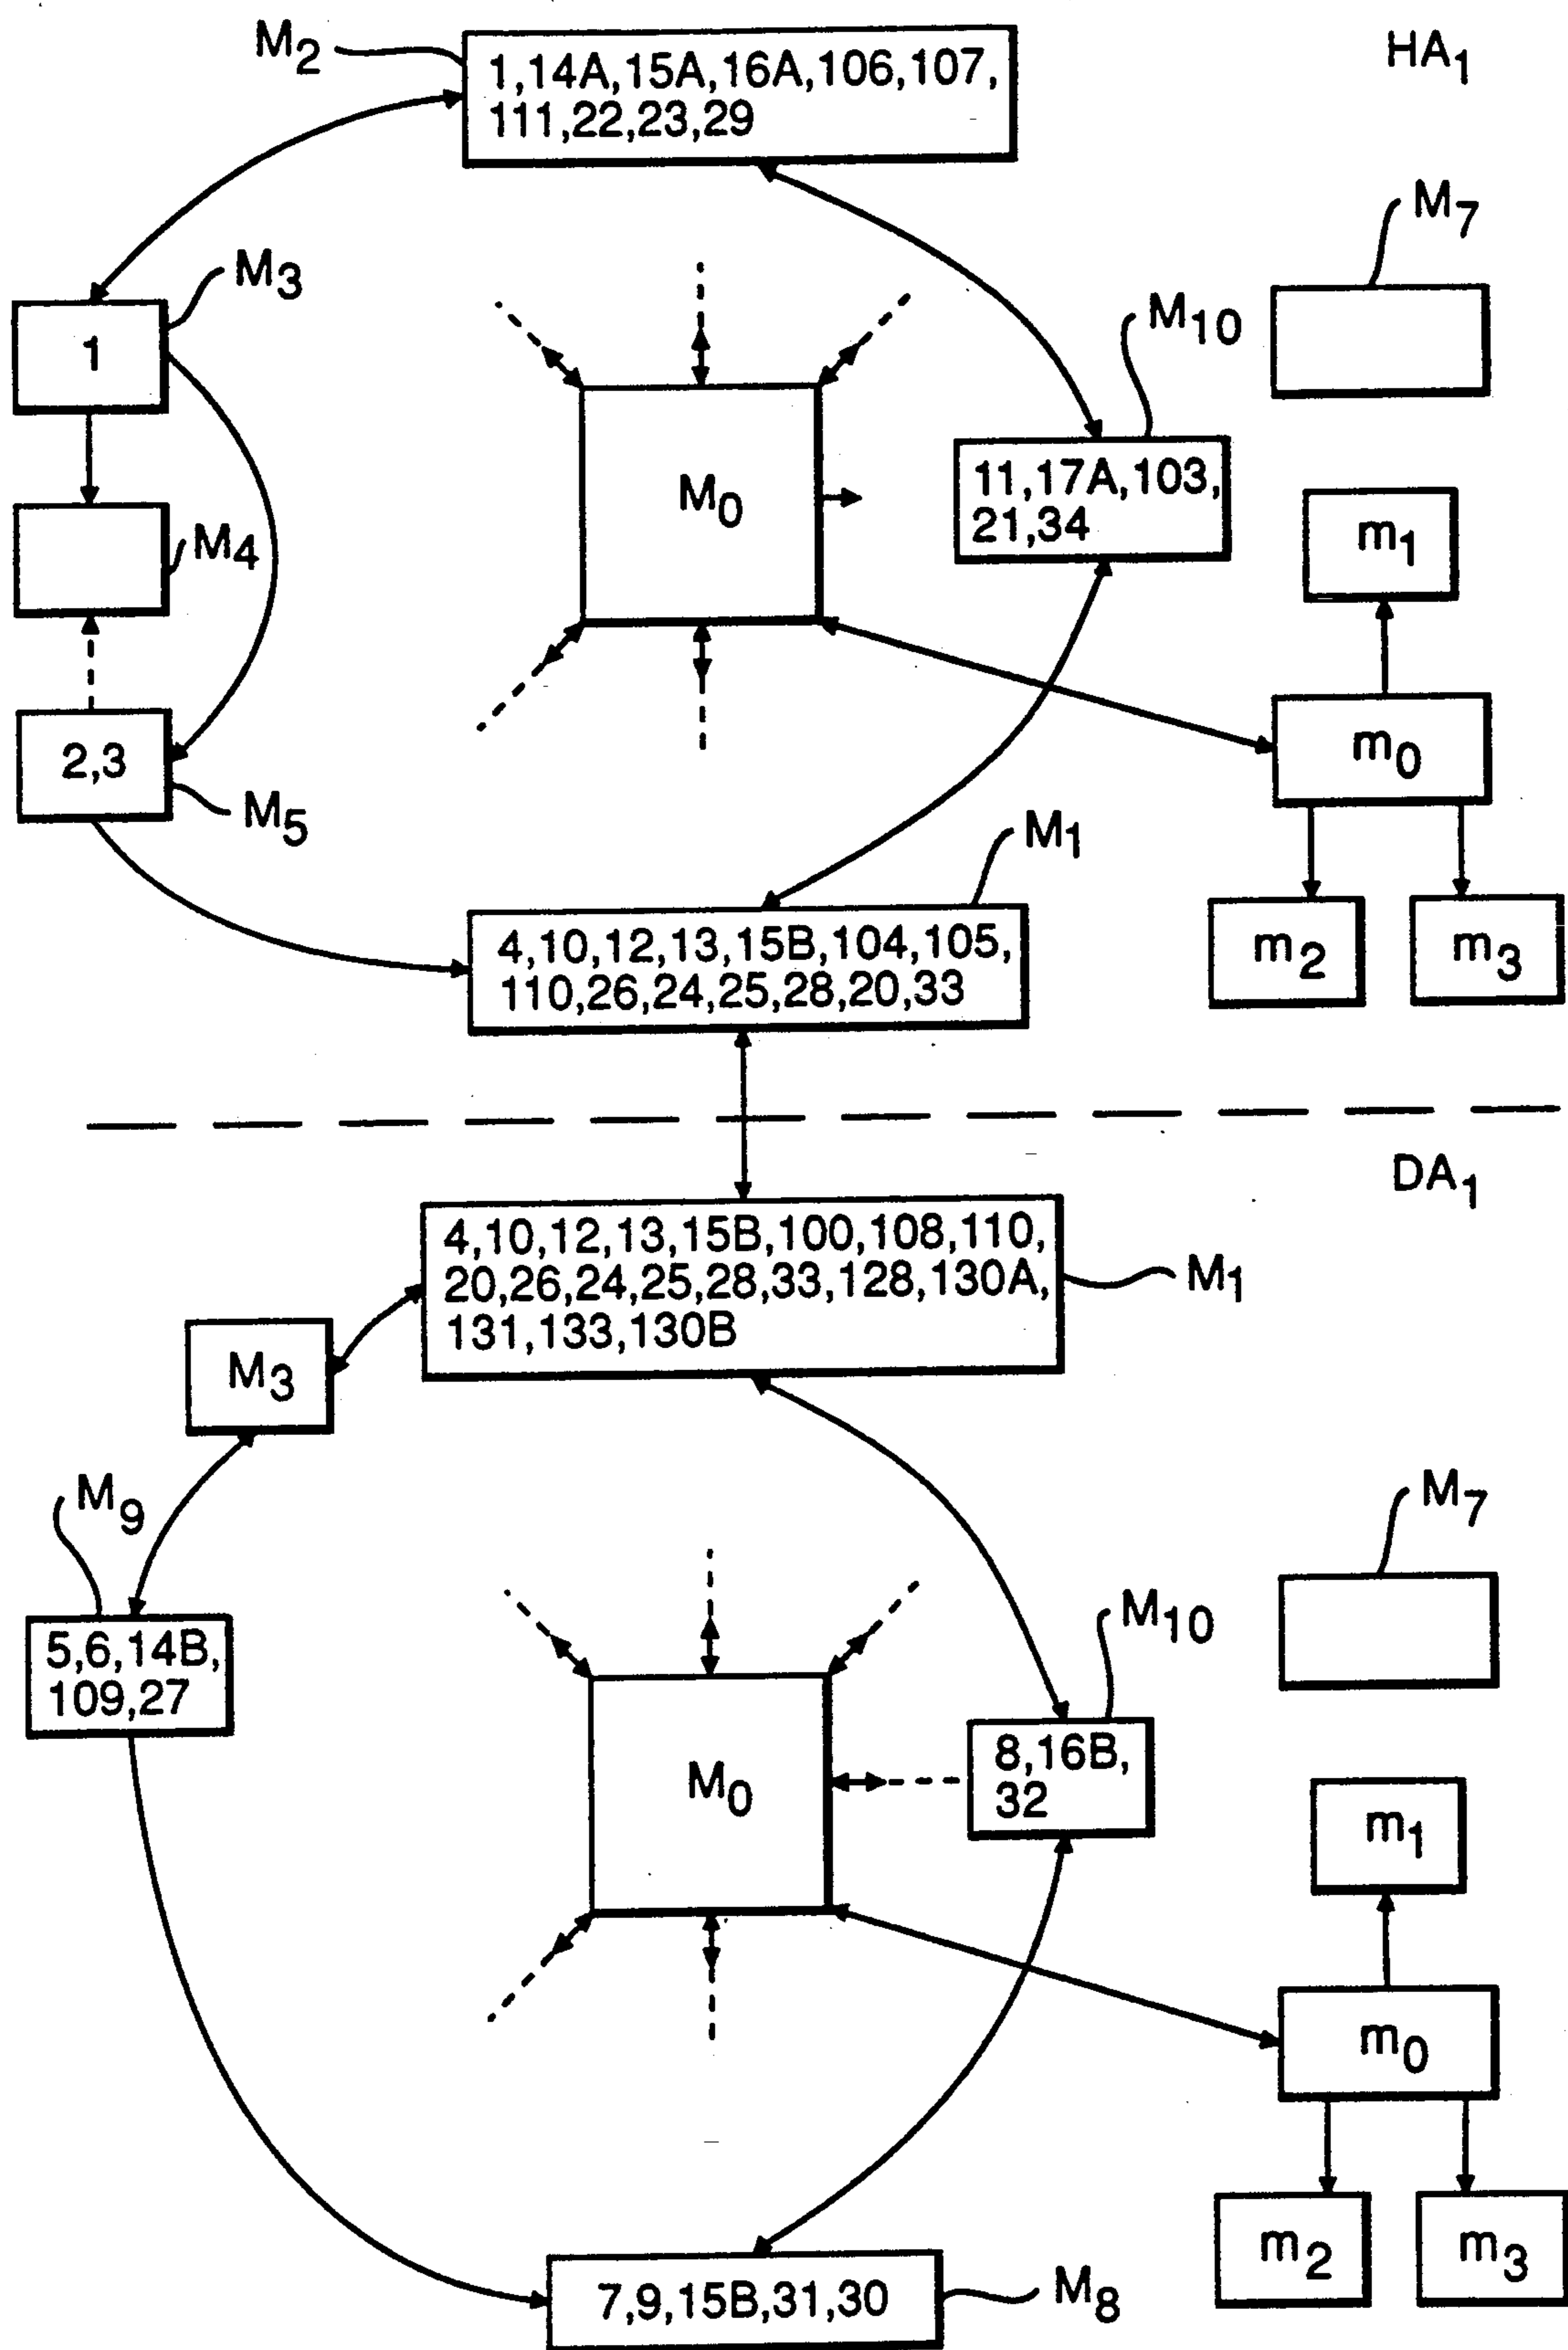 M2
1,14A,15A,16A,106,107,
111,22,23,29
HA1
M7
M3
1
M10
11,17A,103,
21,34
M0
M4
m1
2,3
M5
m0
M1
4,10,12,13,15B,104,105,
110,26,24,25,28,20,33
m2
m3
DA1
4,10,12,13,15B,100,108,110,
20,26,24,25,28,33,128,130A,
131,133,130B
M1
M3
M9
5,6,14B,
109,27
M7
M10
8,16B,
32
M0
m1
m0
m2
m3
7,9,15B,31,30
M8